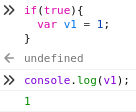 if(true){
var v1 = 1;
}
undefined
console.log(v1);
1